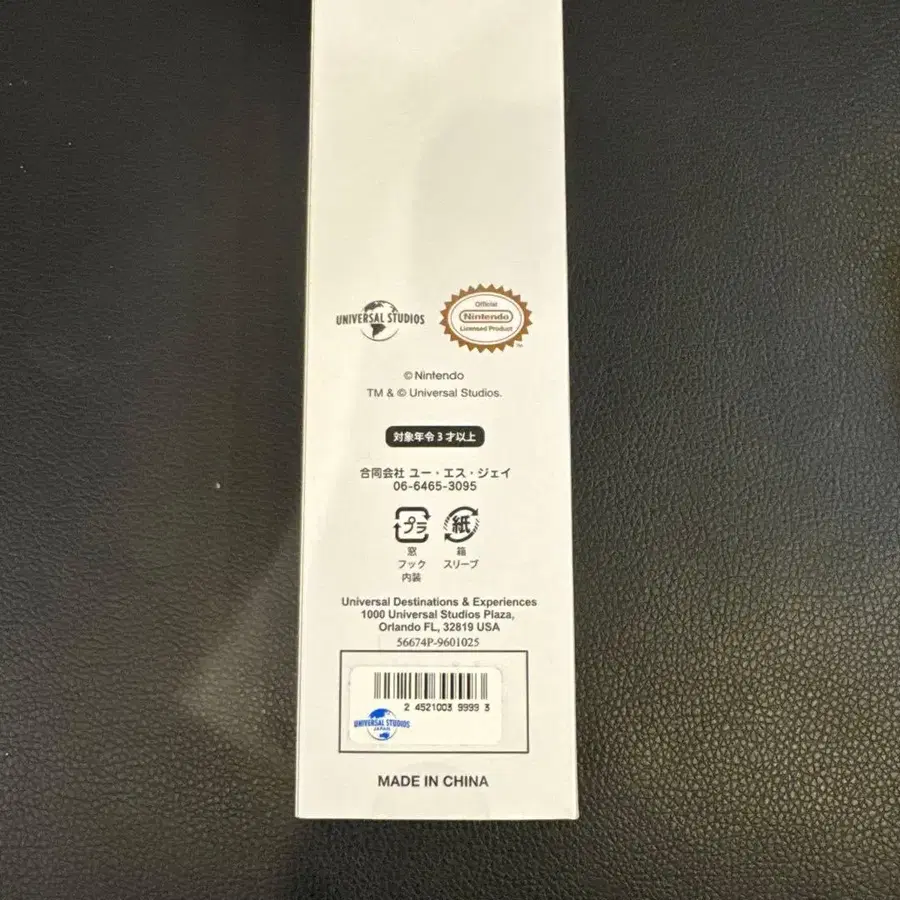 UNIVERSAL STUDIOS
Official
Nintendo
Licensed Product
™
©Nintendo
TM & © Universal Studios.
対象年令3才以上
合同会社 ユー・エス・ジェイ
06-6465-3095
プラ 紙
窓 箱
フック スリーブ
内装
Universal Destinations & Experiences
1000 Universal Studios Plaza,
Orlando FL, 32819 USA
56674P-9601025
2 4521003 9999 3
UNIVERSAL STUDIOS
JAPAN
MADE IN CHINA